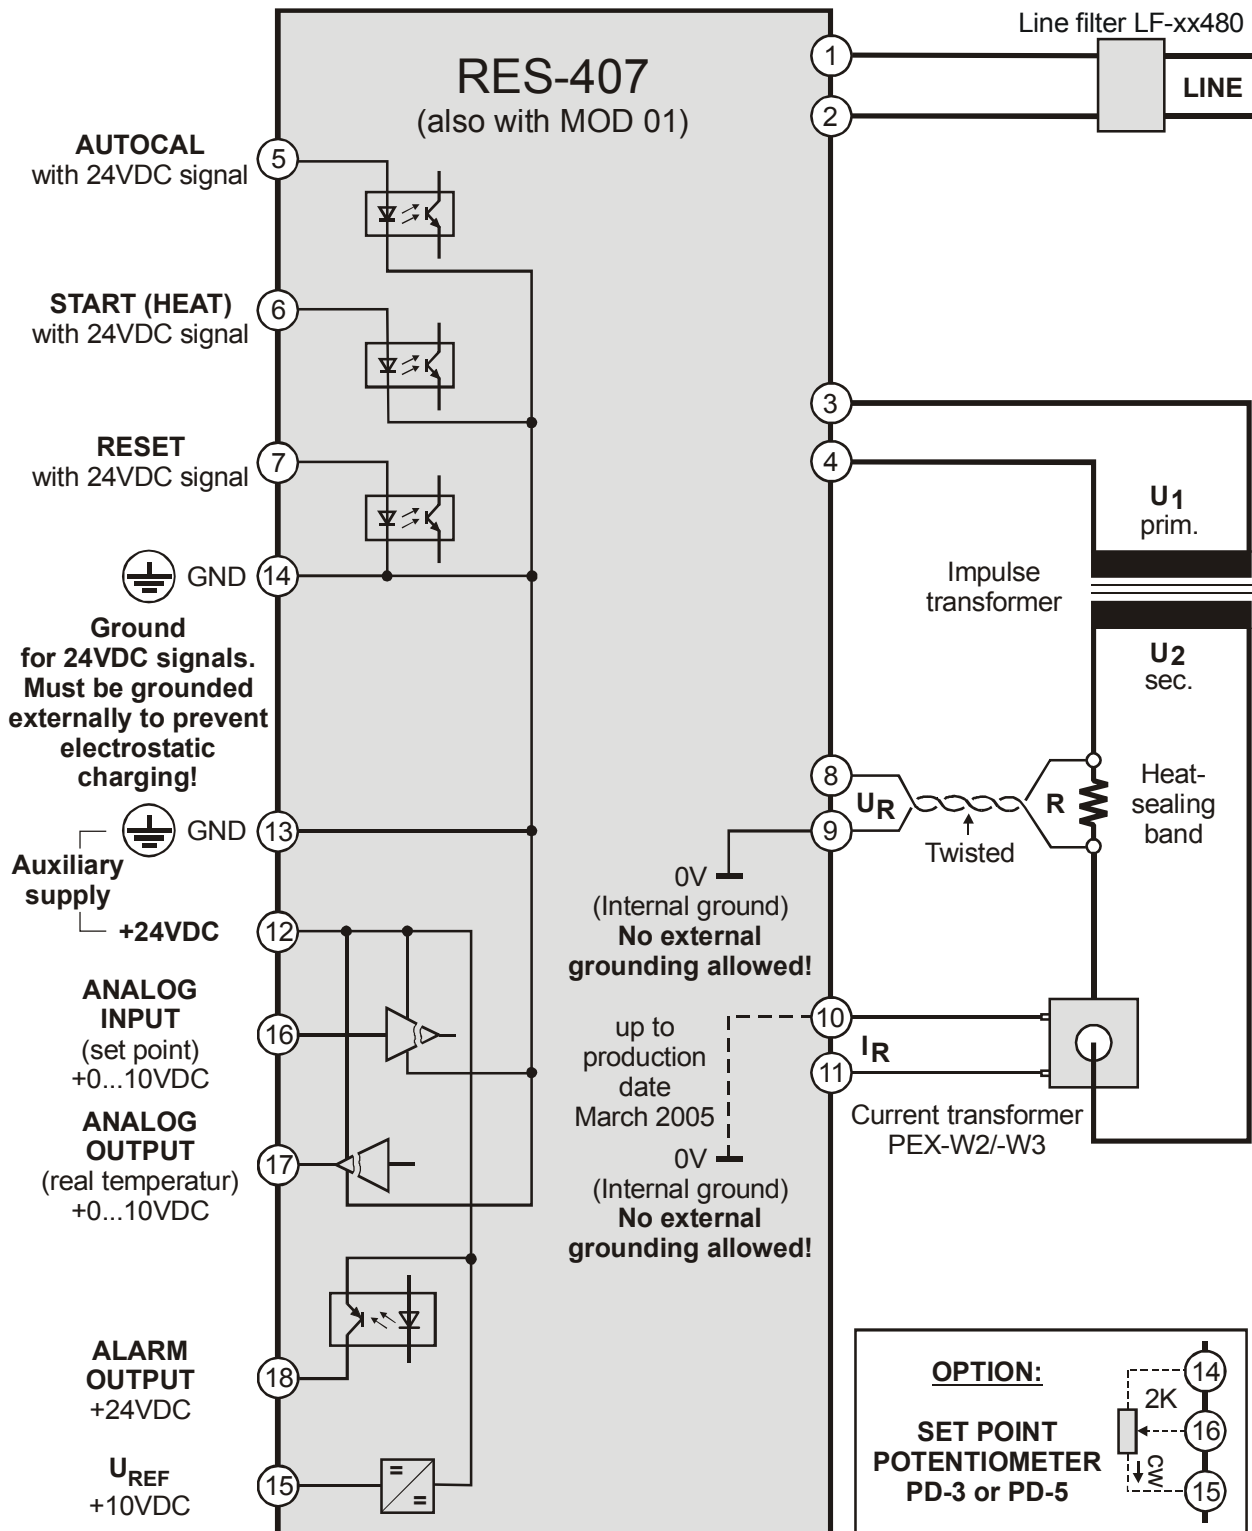 Line filter LF-xx480
LINE
1
2
RES-407
(also with MOD 01)
AUTOCAL
with 24VDC signal
5
START (HEAT)
with 24VDC signal
6
RESET
with 24VDC signal
7
GND
14
Ground
for 24VDC signals.
Must be grounded
externally to prevent
electrostatic
charging!
GND
13
Auxiliary
supply
+24VDC
12
ANALOG
INPUT
(set point)
+0...10VDC
16
ANALOG
OUTPUT
(real temperatur)
+0...10VDC
17
ALARM
OUTPUT
+24VDC
18
UREF
+10VDC
15
=
=
3
4
U1
prim.
Impulse
transformer
U2
sec.
8
9
UR
Twisted
R
Heat-
sealing
band
0V
(Internal ground)
No external
grounding allowed!
10
11
IR
up to
production
date
March 2005
0V
(Internal ground)
No external
grounding allowed!
Current transformer
PEX-W2/-W3
OPTION:
SET POINT
POTENTIOMETER
PD-3 or PD-5
14
2K
16
CW
15